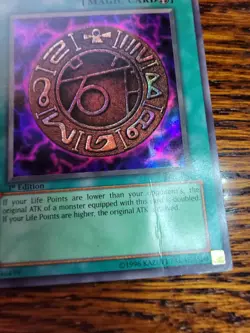 [MAGIC CARD
1st Edition
If your Life Points are lower than your opponent's, the
original ATK of a monster equipped with this card is doubled.
If your Life Points are higher, the original ATK is halved.
©1996 KAZUKI